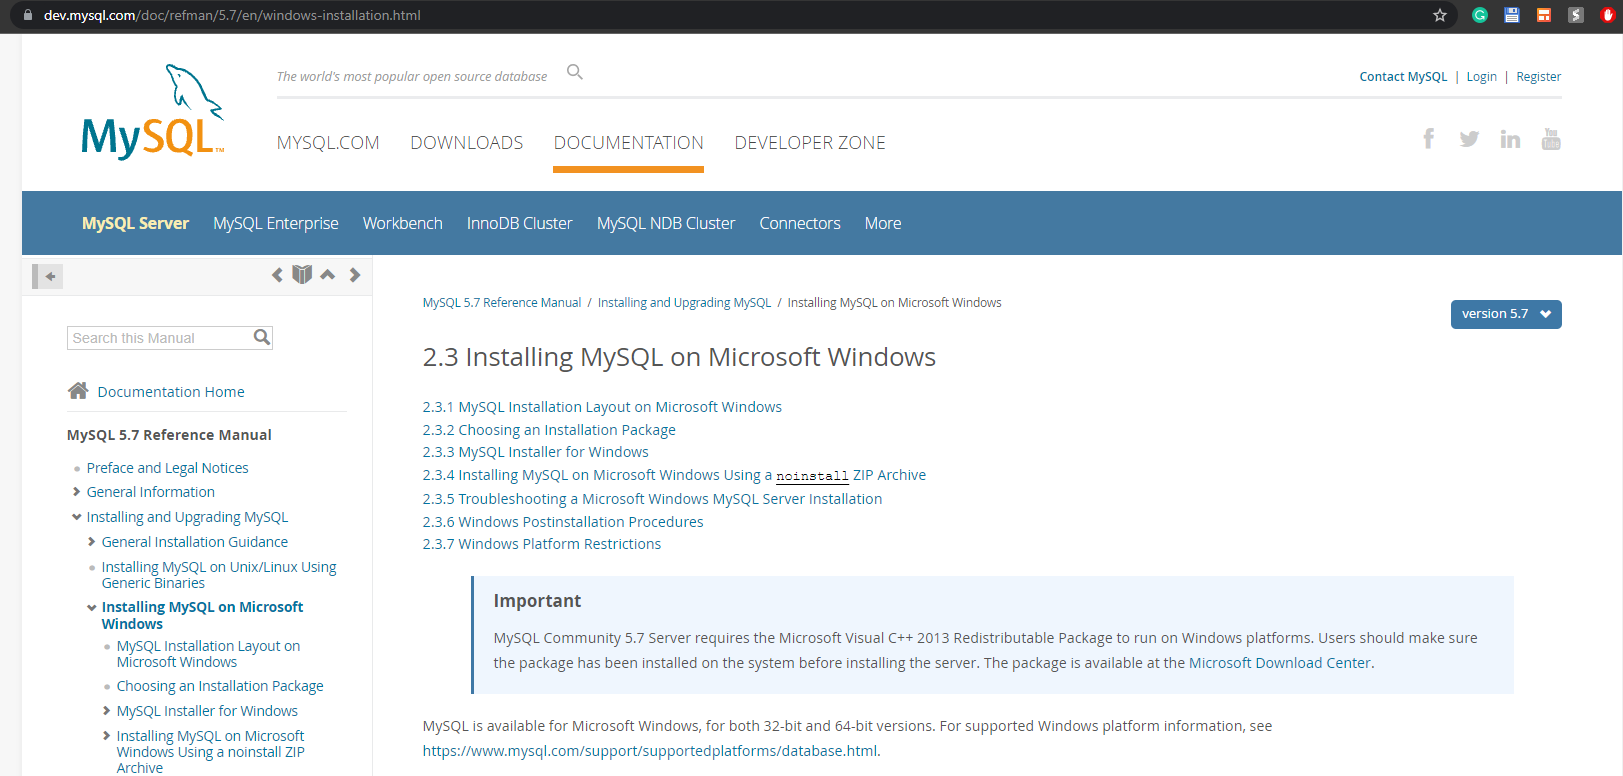 dev.mysql.com/doc/refman/5.7/en/windows-installation.html
MySQL™
The world's most popular open source database
Contact MySQL | Login | Register
MYSQL.COM DOWNLOADS DOCUMENTATION DEVELOPER ZONE
You
Tube
MySQL Server MySQL Enterprise Workbench InnoDB Cluster MySQL NDB Cluster Connectors More
Search this Manual
Documentation Home
MySQL 5.7 Reference Manual
Preface and Legal Notices
General Information
Installing and Upgrading MySQL
General Installation Guidance
Installing MySQL on Unix/Linux Using
Generic Binaries
Installing MySQL on Microsoft
Windows
MySQL Installation Layout on
Microsoft Windows
Choosing an Installation Package
MySQL Installer for Windows
Installing MySQL on Microsoft
Windows Using a noinstall ZIP
Archive
MySQL 5.7 Reference Manual / Installing and Upgrading MySQL / Installing MySQL on Microsoft Windows
version 5.7
2.3 Installing MySQL on Microsoft Windows
2.3.1 MySQL Installation Layout on Microsoft Windows
2.3.2 Choosing an Installation Package
2.3.3 MySQL Installer for Windows
2.3.4 Installing MySQL on Microsoft Windows Using a noinstall ZIP Archive
2.3.5 Troubleshooting a Microsoft Windows MySQL Server Installation
2.3.6 Windows Postinstallation Procedures
2.3.7 Windows Platform Restrictions
Important
MySQL Community 5.7 Server requires the Microsoft Visual C++ 2013 Redistributable Package to run on Windows platforms. Users should make sure
the package has been installed on the system before installing the server. The package is available at the Microsoft Download Center.
MySQL is available for Microsoft Windows, for both 32-bit and 64-bit versions. For supported Windows platform information, see
https://www.mysql.com/support/supportedplatforms/database.html.